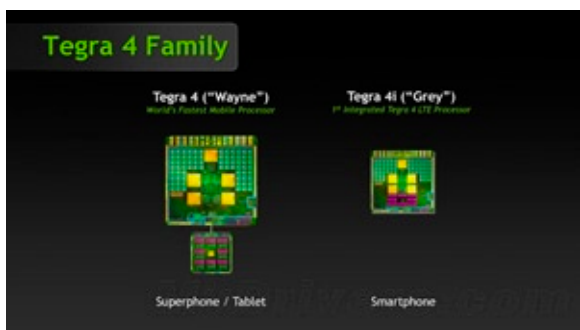 Tegra 4 Family
Tegra 4 ("Wayne")
World's Fastest Mobile Processor
Tegra 4i ("Grey")
1st Integrated Tegra 4 LTE Processor
Superphone / Tablet
Smartphone